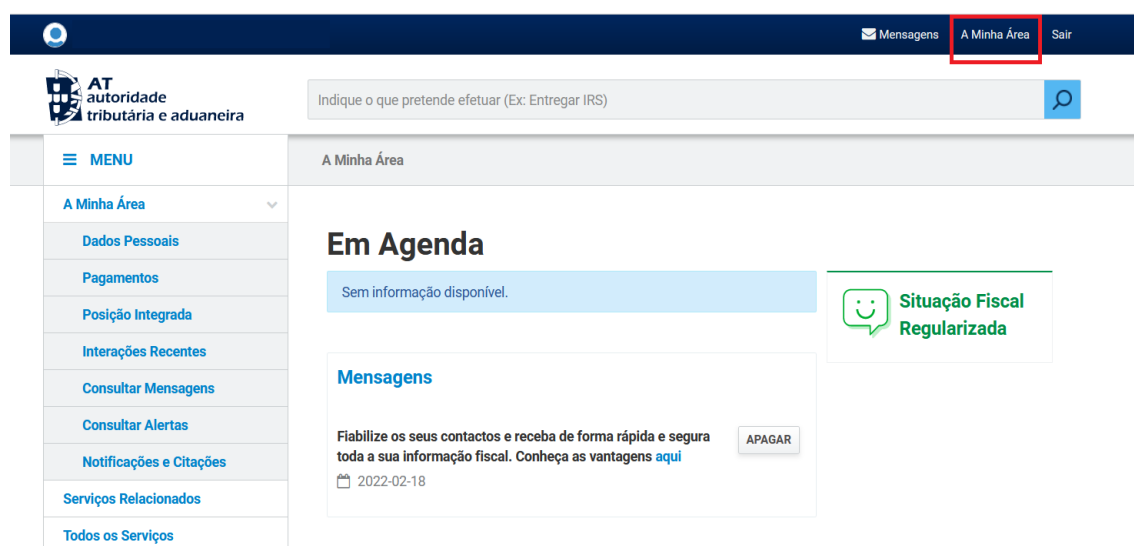 Mensagens
A Minha Área
Sair
AT
autoridade
tributária e aduaneira
Indique o que pretende efetuar (Ex: Entregar IRS)
MENU
A Minha Área
A Minha Área
Dados Pessoais
Pagamentos
Posição Integrada
Interações Recentes
Consultar Mensagens
Consultar Alertas
Notificações e Citações
Serviços Relacionados
Todos os Serviços
Em Agenda
Sem informação disponível.
Situação Fiscal
Regularizada
Mensagens
Fiabilize os seus contactos e receba de forma rápida e segura
toda a sua informação fiscal. Conheça as vantagens aqui
APAGAR
2022-02-18